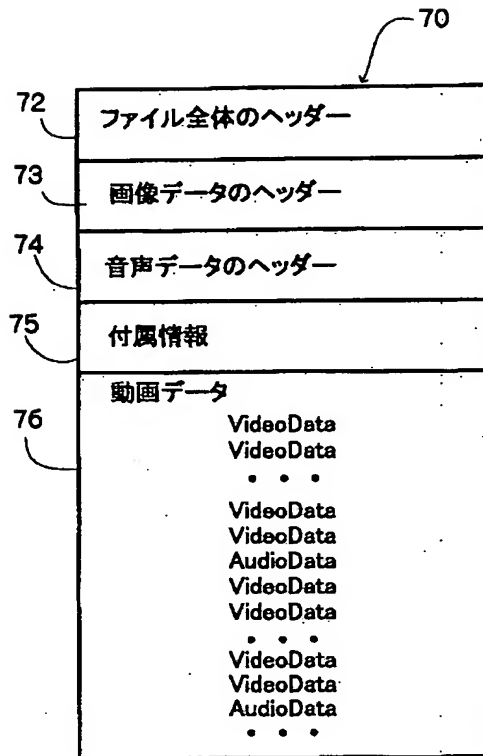 70
72
ファイル全体のヘッダー
73
画像データのヘッダー
74
音声データのヘッダー
75
付属情報
76
動画データ
VideoData
VideoData
• • •
VideoData
VideoData
AudioData
VideoData
VideoData
• • •
VideoData
VideoData
AudioData
• • •